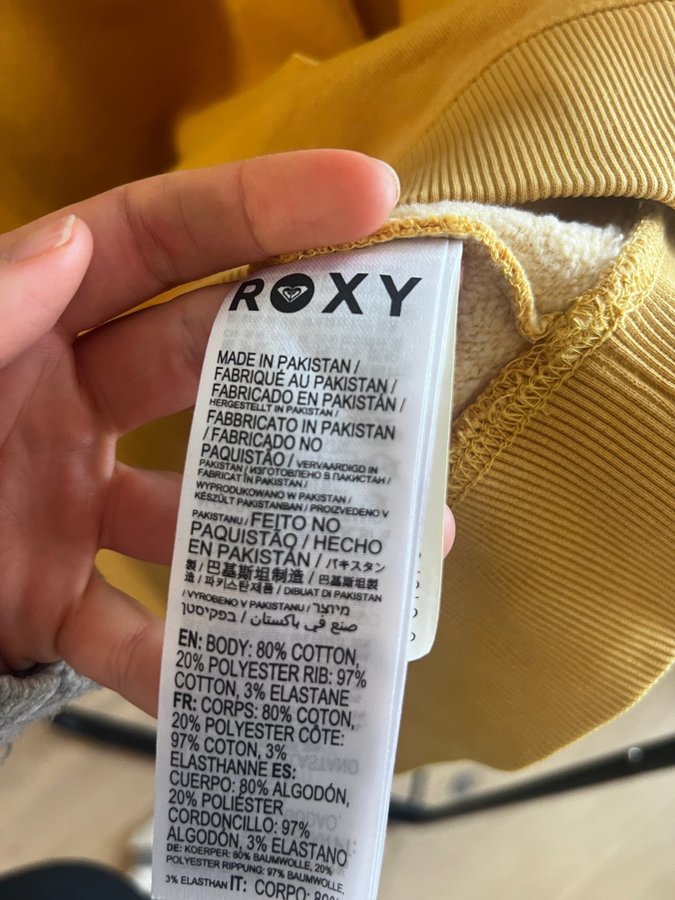 ROXY
MADE IN PAKISTAN /
FABRIQUÉ AU PAKISTAN /
FABRICADO EN PAKISTÁN /
HERGESTELLT IN PAKISTAN /
FABBRICATO IN PAKISTAN
/ FABRICADO NO
PAQUISTÃO / VERVAARDIGD IN
PAKISTAN / ИЗГОТОВЛЕНО В ПАКИСТАН /
FABRICAT ÎN PAKISTAN /
WYPRODUKOWANO W PAKISTAN /
KÉSZÜLT PAKISTANBAN / PROIZVEDENO V
PAKISTANU / FEITO NO
PAQUISTÃO / HECHO
EN PAKISTÁN / パキスタン
製 / 巴基斯坦制造 / 巴基斯坦製
造 / 파키스탄제품 / DIBUAT DI PAKISTAN
/ VYROBENO V PAKISTANU / מיוצר
בפקיסטן / صنع في باكستان
EN: BODY: 80% COTTON,
20% POLYESTER RIB: 97%
COTTON, 3% ELASTANE
FR: CORPS: 80% COTON,
20% POLYESTER CÔTE:
97% COTON, 3%
ELASTHANNE ES:
CUERPO: 80% ALGODÓN,
20% POLIÉSTER
CORDONCILLO: 97%
ALGODÓN, 3% ELASTANO
DE: KOERPER: 80% BAUMWOLLE, 20%
POLYESTER RIPPUNG: 97% BAUMWOLLE,
3% ELASTHAN IT: CORPO: 80%